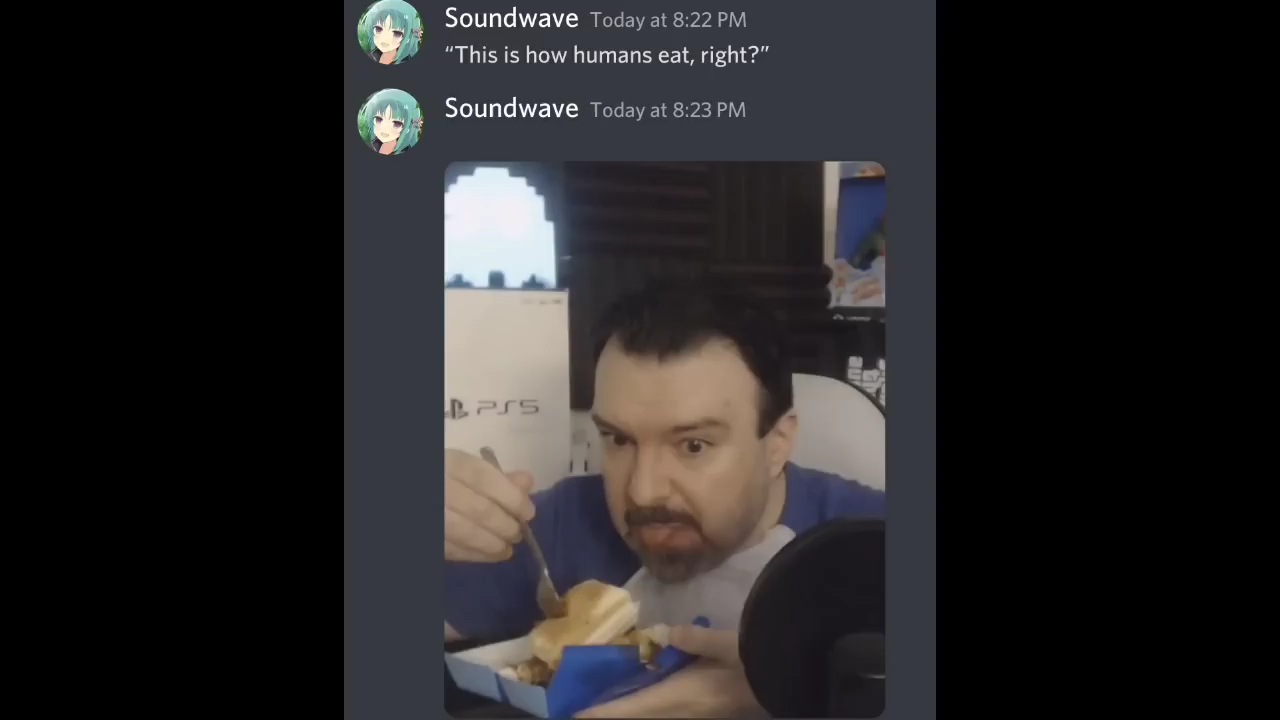 Soundwave Today at 8:22 PM
“This is how humans eat, right?”
Soundwave Today at 8:23 PM
PS5